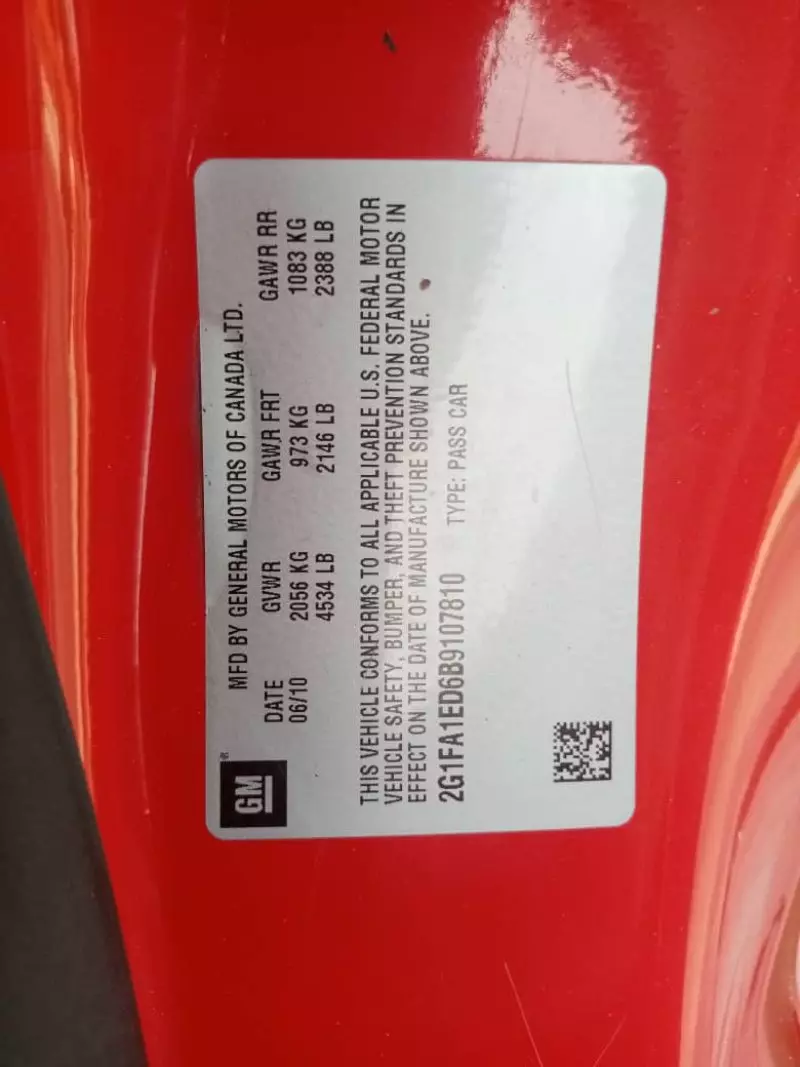 GM®
MFD BY GENERAL MOTORS OF CANADA LTD.
DATE GVWR GAWR FRT GAWR RR
06/10 2056 KG 973 KG 1083 KG
4534 LB 2146 LB 2388 LB
THIS VEHICLE CONFORMS TO ALL APPLICABLE U.S. FEDERAL MOTOR
VEHICLE SAFETY, BUMPER, AND THEFT PREVENTION STANDARDS IN
EFFECT ON THE DATE OF MANUFACTURE SHOWN ABOVE.
2G1FA1ED6B9107810 TYPE: PASS CAR